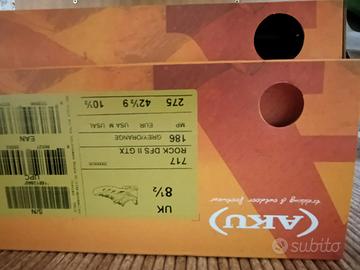 UK
8½
717
ROCK DFS II GTX
186
GREY/ORANGE
MP
EUR
USA M
USAL
275
42½
9
10½
S/N
UPC
EAN
(AKU)
trekking & outdoor footwear
subito